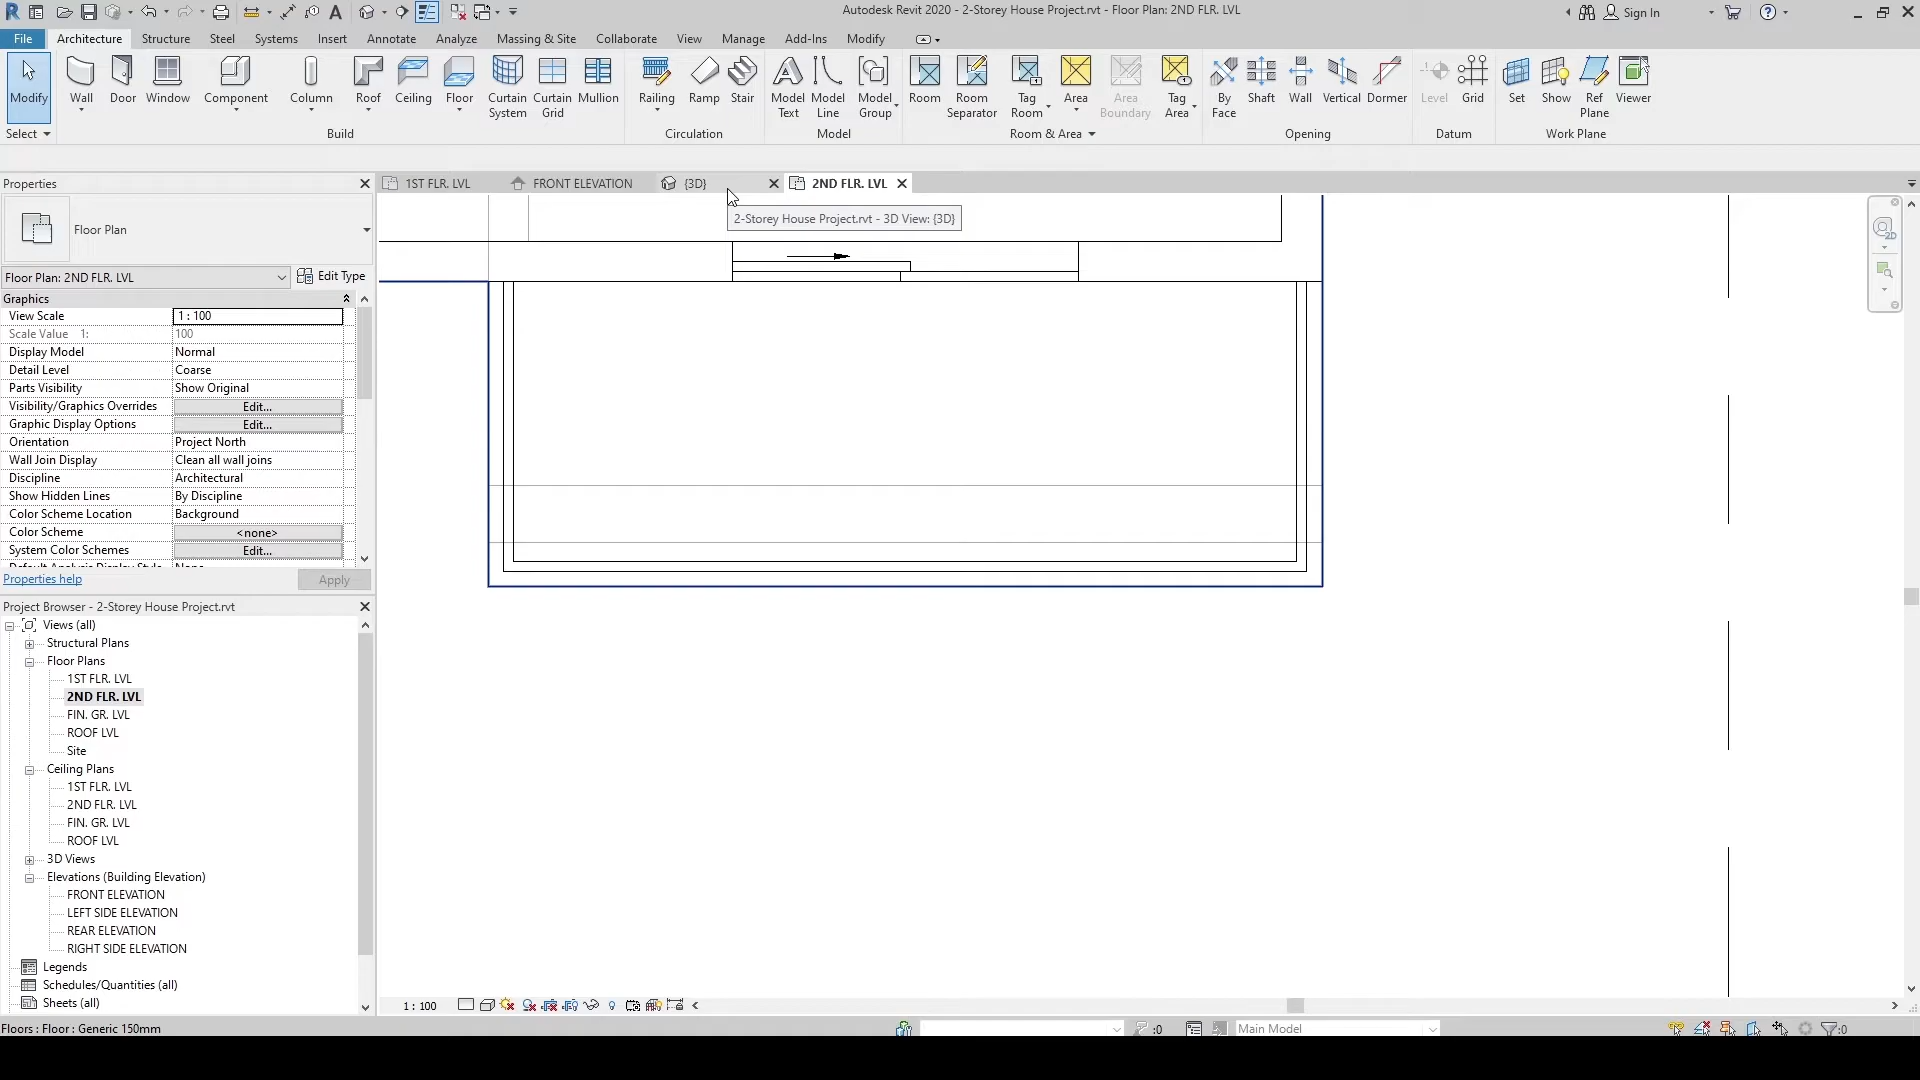 Autodesk Revit 2020 - 2-Storey House Project.rvt - Floor Plan: 2ND FLR. LVL
Sign In
File Architecture Structure Steel Systems Insert Annotate Analyze Massing & Site Collaborate View Manage Add-Ins Modify
Modify Wall Door Window Component Column Roof Ceiling Floor Curtain System Curtain Grid Mullion Railing Ramp Stair Model Text Model Line Model Group Room Room Separator Tag Room Area Area Boundary Tag Area By Face Shaft Wall Vertical Dormer Level Grid Set Show Ref Plane Viewer
Select Build Circulation Model Room & Area Opening Datum Work Plane
Properties
1ST FLR. LVL FRONT ELEVATION {3D} 2ND FLR. LVL
2-Storey House Project.rvt - 3D View: {3D}
Floor Plan
Floor Plan: 2ND FLR. LVL Edit Type
Graphics
View Scale 1 : 100
Scale Value 1: 100
Display Model Normal
Detail Level Coarse
Parts Visibility Show Original
Visibility/Graphics Overrides Edit...
Graphic Display Options Edit...
Orientation Project North
Wall Join Display Clean all wall joins
Discipline Architectural
Show Hidden Lines By Discipline
Color Scheme Location Background
Color Scheme <none>
System Color Schemes Edit...
Properties help Apply
Project Browser - 2-Storey House Project.rvt
Views (all)
Structural Plans
Floor Plans
1ST FLR. LVL
2ND FLR. LVL
FIN. GR. LVL
ROOF LVL
Site
Ceiling Plans
1ST FLR. LVL
2ND FLR. LVL
FIN. GR. LVL
ROOF LVL
3D Views
Elevations (Building Elevation)
FRONT ELEVATION
LEFT SIDE ELEVATION
REAR ELEVATION
RIGHT SIDE ELEVATION
Legends
Schedules/Quantities (all)
Sheets (all)
1 : 100
Floors : Floor : Generic 150mm
:0
Main Model
:0